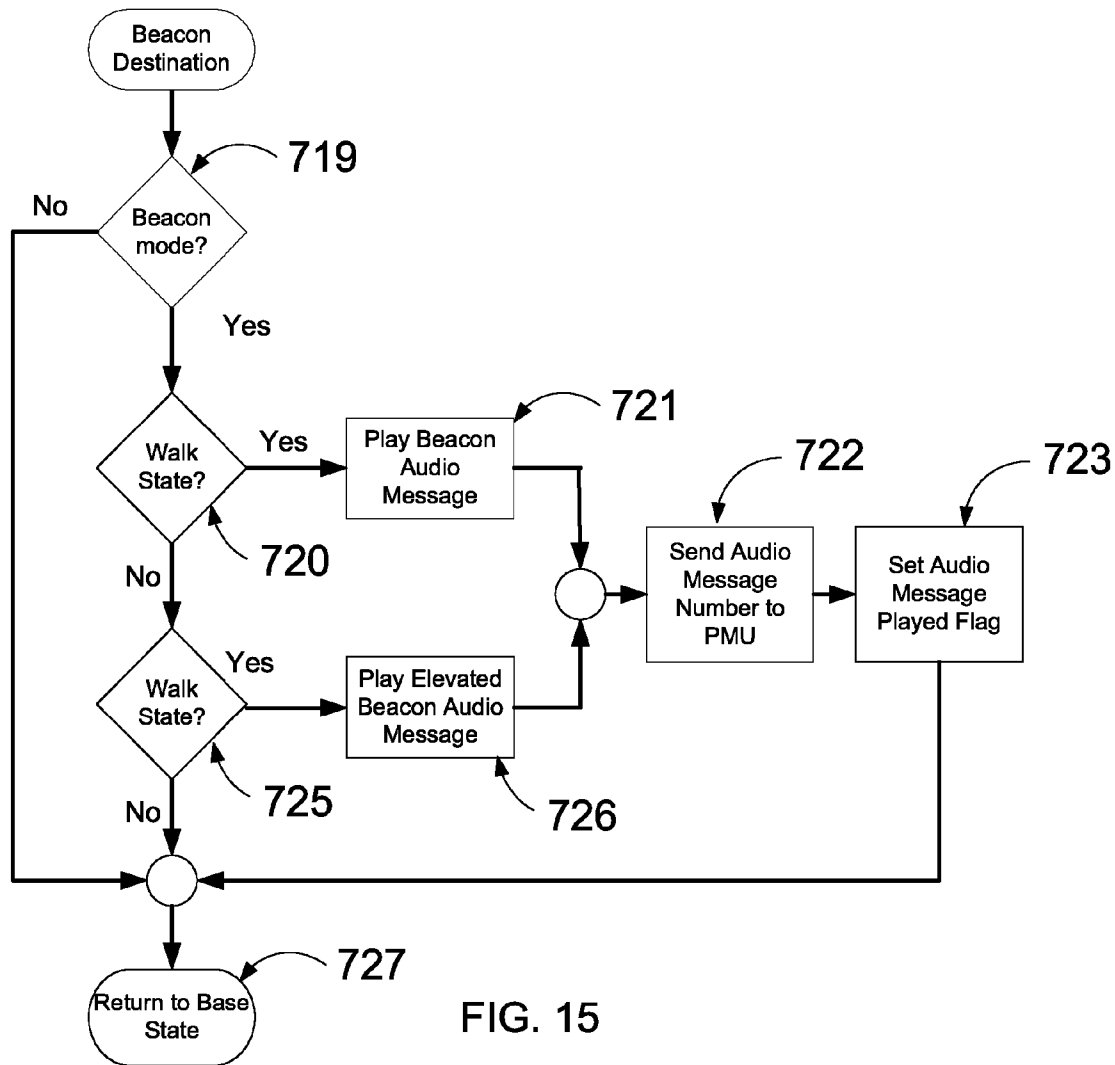 Beacon
Destination
719
No
Beacon
mode?
Yes
721
Walk
State?
Yes
Play Beacon
Audio
Message
722
723
720
No
Send Audio
Message
Number to
PMU
Set Audio
Message
Played Flag
Walk
State?
Yes
Play Elevated
Beacon Audio
Message
725
726
No
727
Return to Base
State
FIG. 15